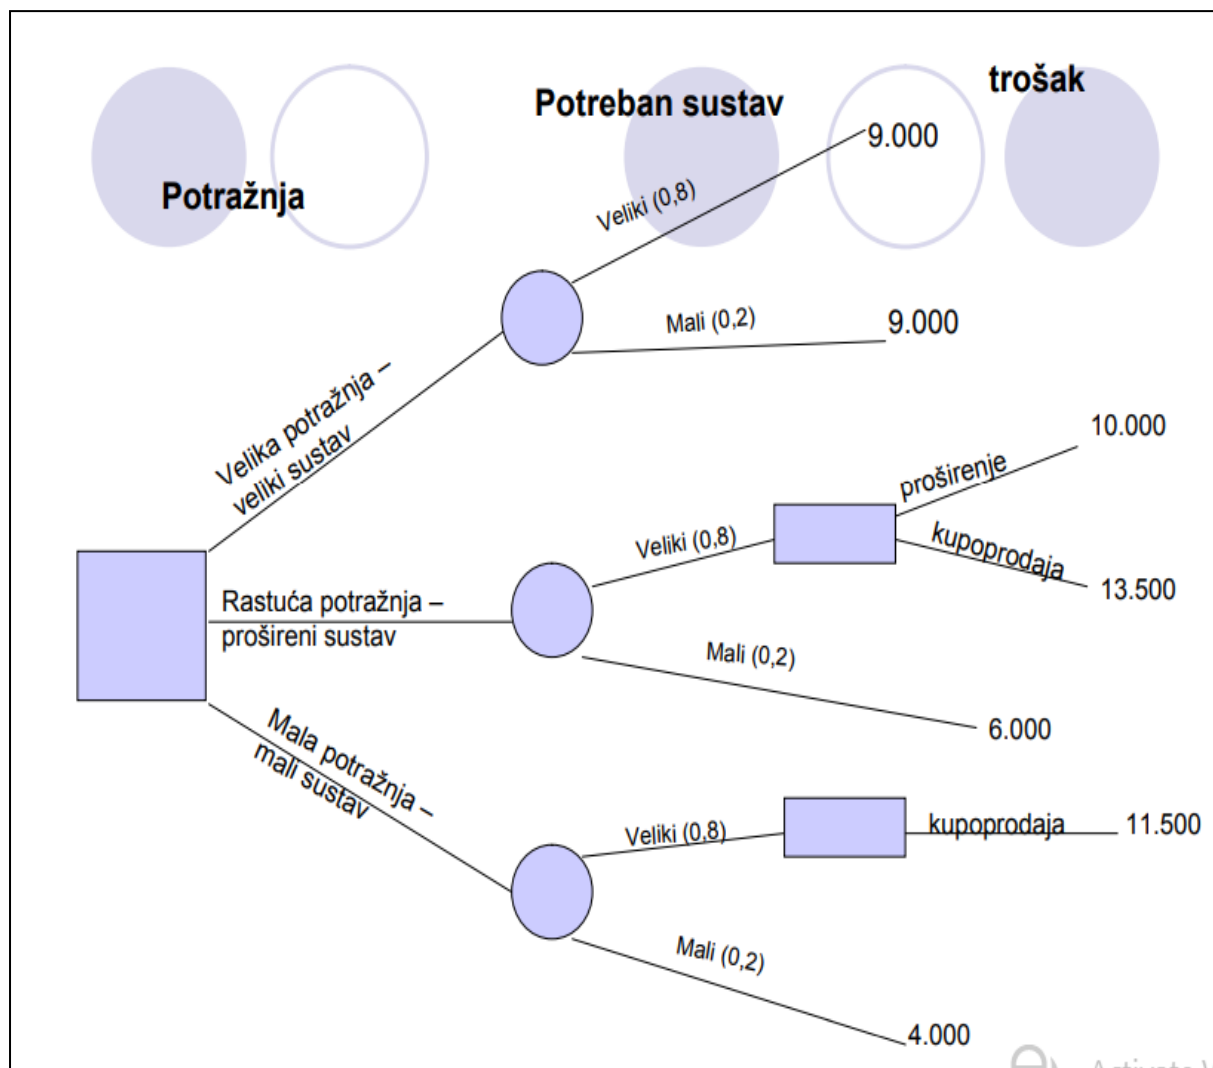 trošak
Potreban sustav
9.000
Potražnja
Veliki (0,8)
Mali (0,2)
9.000
Velika potražnja –
veliki sustav
10.000
proširenje
Veliki (0,8)
kupoprodaja
13.500
Rastuća potražnja –
prošireni sustav
Mali (0,2)
6.000
Mala potražnja –
mali sustav
Veliki (0,8)
kupoprodaja
11.500
Mali (0,2)
4.000